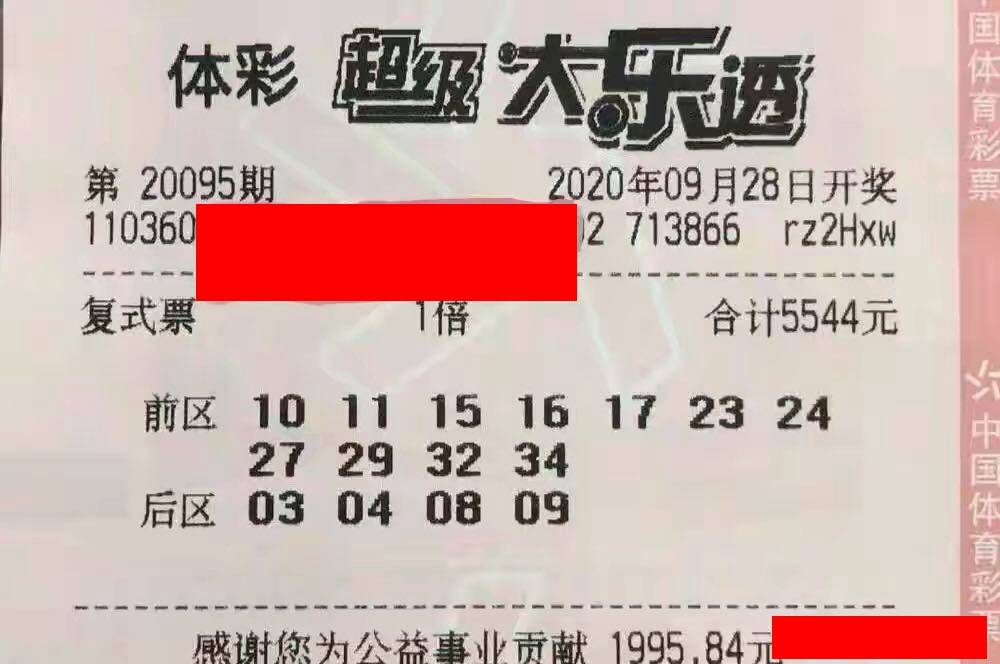 体彩 超级大乐透
第 20095期 2020年09月28日开奖
110360 02 713866 rz2Hxw
复式票 1倍 合计5544元
前区 10 11 15 16 17 23 24
27 29 32 34
后区 03 04 08 09
感谢您为公益事业贡献 1995.84元
中国体育彩票
中国体育彩票